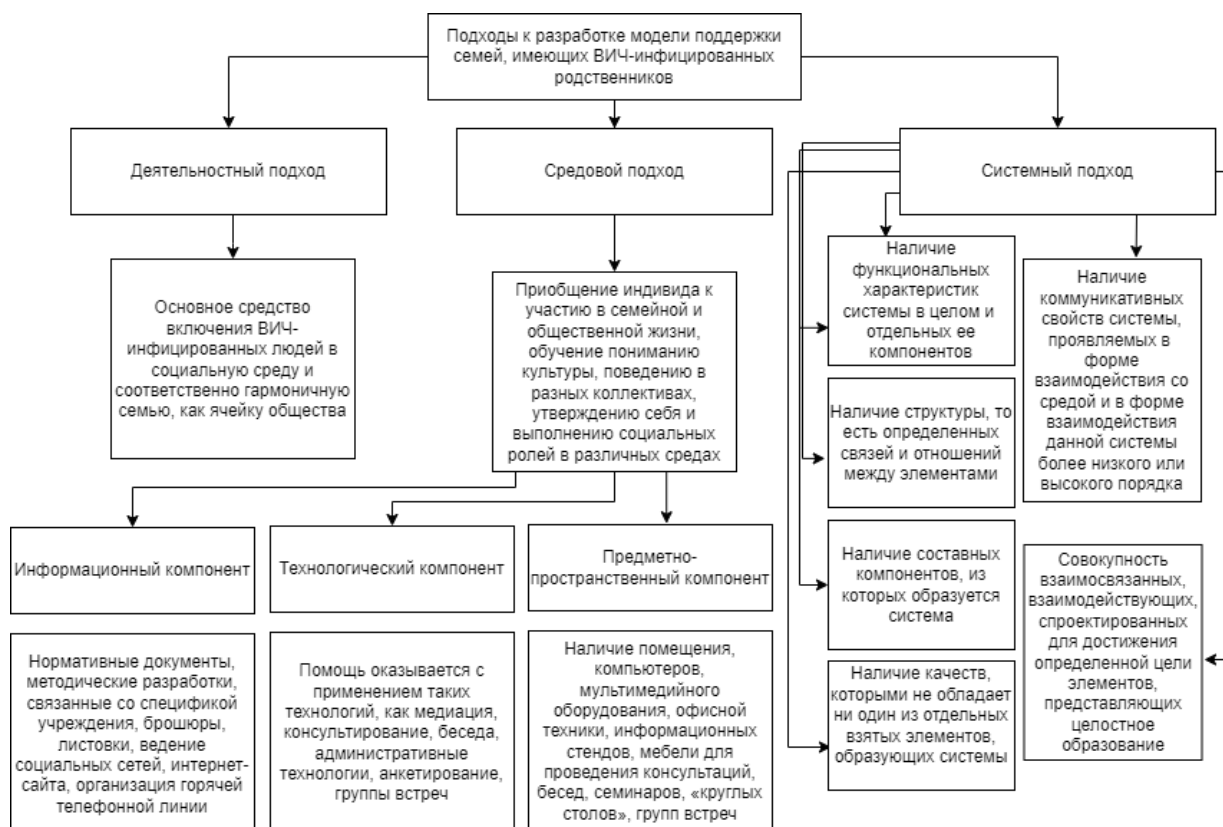 Подходы к разработке модели поддержки
семей, имеющих ВИЧ-инфицированных
родственников
Деятельностный подход
Средовой подход
Системный подход
Основное средство
включения ВИЧ-
инфицированных людей в
социальную среду и
соответственно гармоничную
семью, как ячейку общества
Приобщение индивида к
участию в семейной и
общественной жизни,
обучение пониманию
культуры, поведению в
разных коллективах,
утверждению себя и
выполнению социальных
ролей в различных средах
Наличие
функциональных
характеристик
системы в целом и
отдельных ее
компонентов
Наличие
коммуникативных
свойств системы,
проявляемых в
форме
взаимодействия со
средой и в форме
взаимодействия
данной системы
более низкого или
высокого порядка
Наличие структуры, то
есть определенных
связей и отношений
между элементами
Информационный компонент
Технологический компонент
Предметно-
пространственный компонент
Наличие составных
компонентов, из
которых образуется
система
Совокупность
взаимосвязанных,
взаимодействующих,
спроектированных
для достижения
определенной цели
элементов,
представляющих
целостное
образование
Нормативные документы,
методические разработки,
связанные со спецификой
учреждения, брошюры,
листовки, ведение
социальных сетей, интернет-
сайта, организация горячей
телефонной линии
Помощь оказывается с
применением таких
технологий, как медиация,
консультирование, беседа,
административные
технологии, анкетирование,
группы встреч
Наличие помещения,
компьютеров,
мультимедийного
оборудования, офисной
техники, информационных
стендов, мебели для
проведения консультаций,
бесед, семинаров, «круглых
столов», групп встреч
Наличие качеств,
которыми не обладает
ни один из отдельных
взятых элементов,
образующих системы